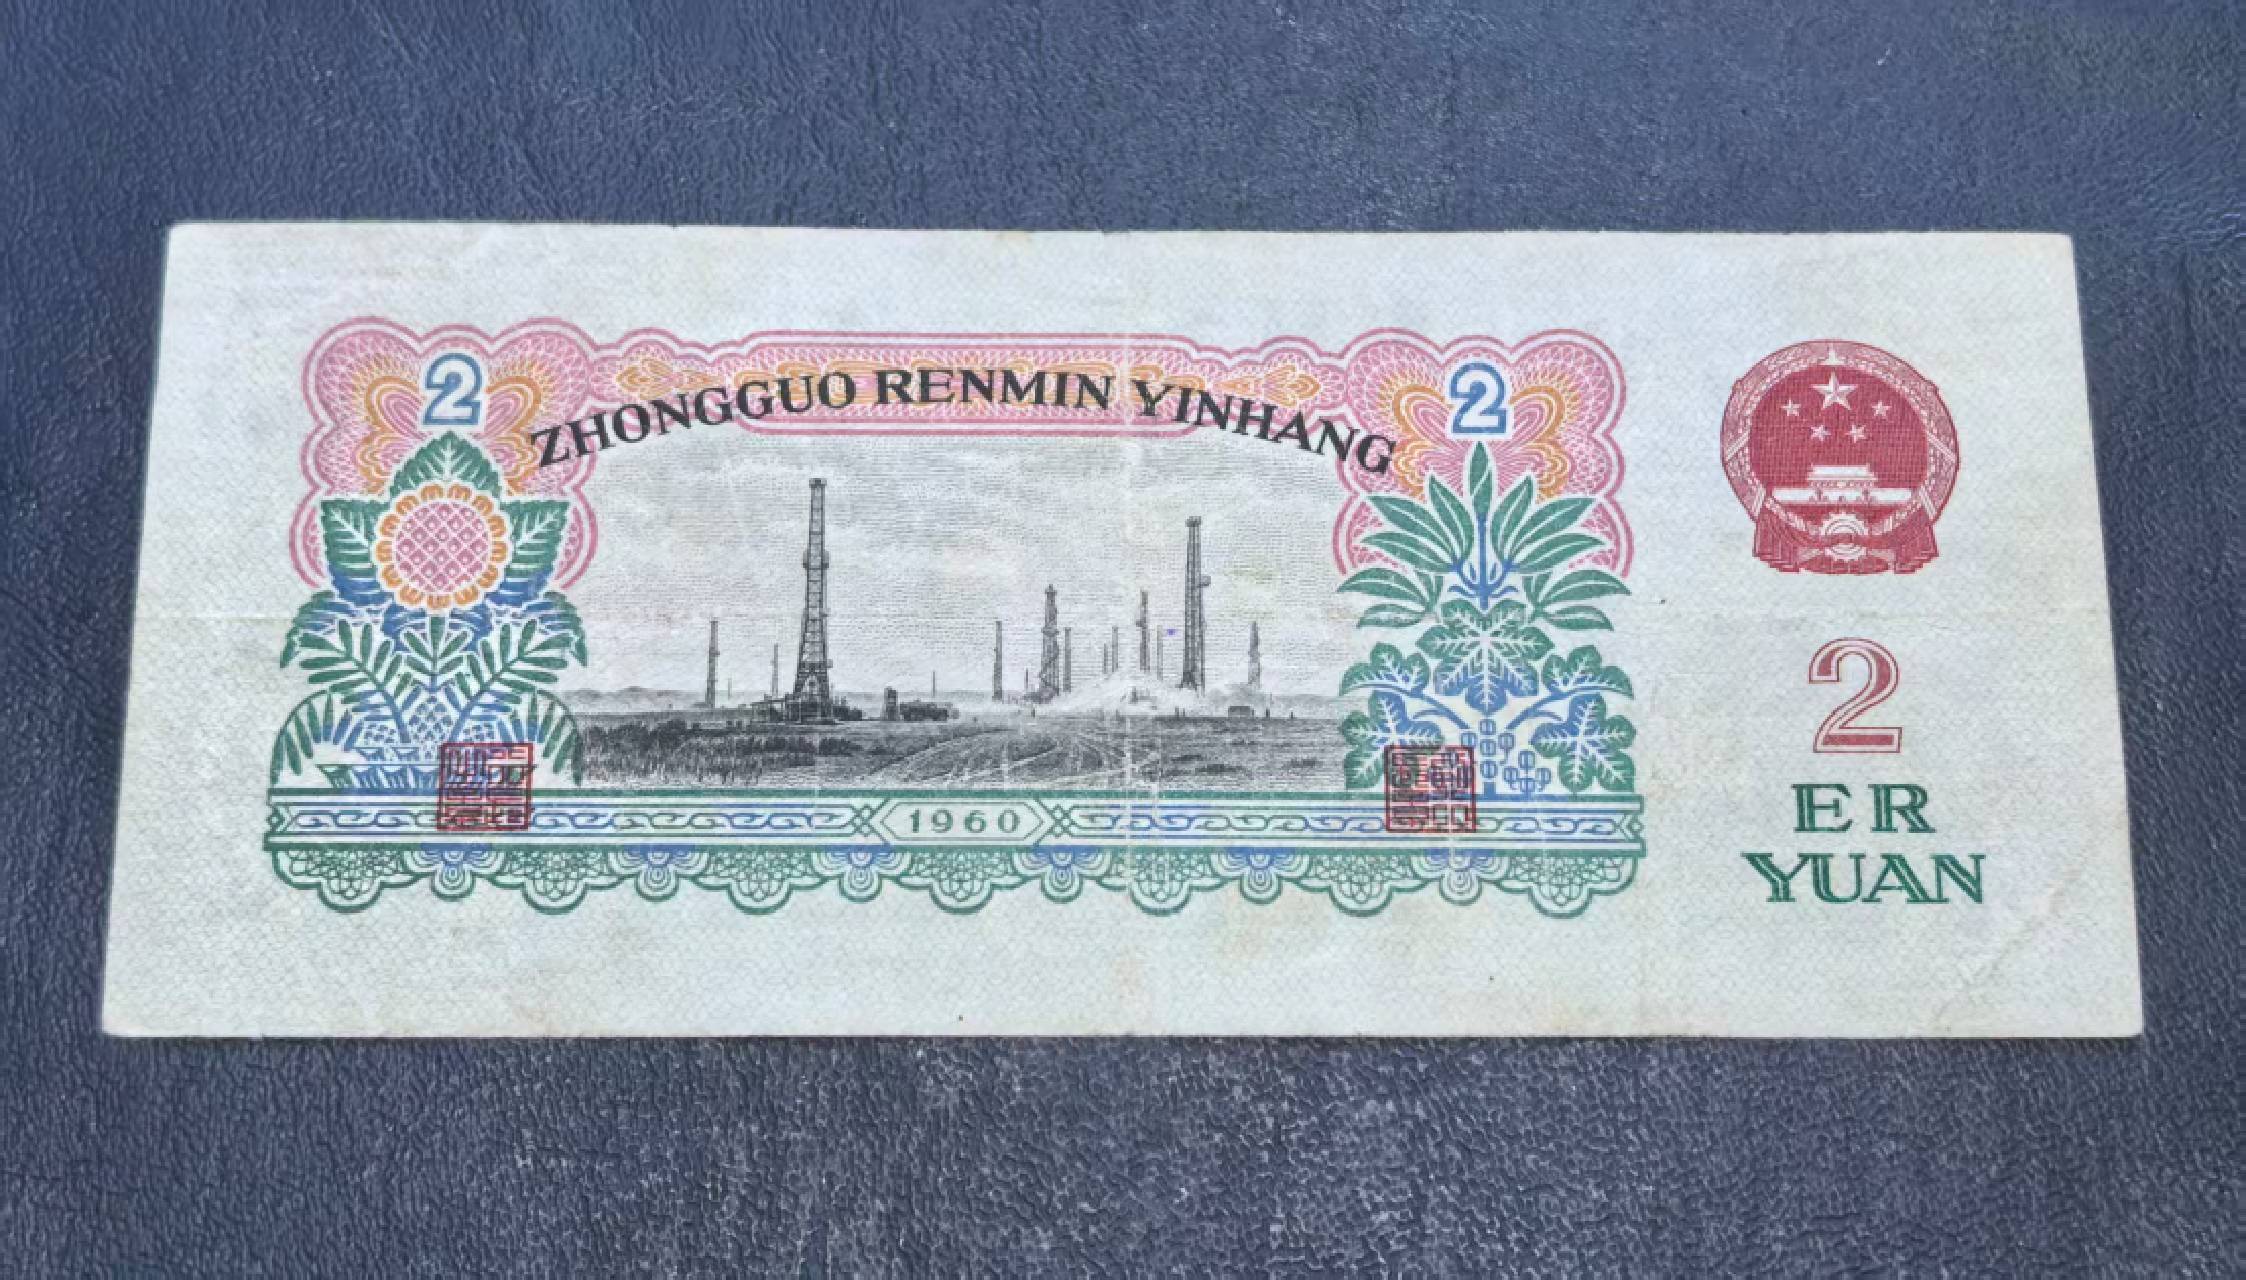 2
ZHONGGUO RENMIN YINHANG
2
1960
2
ER
YUAN